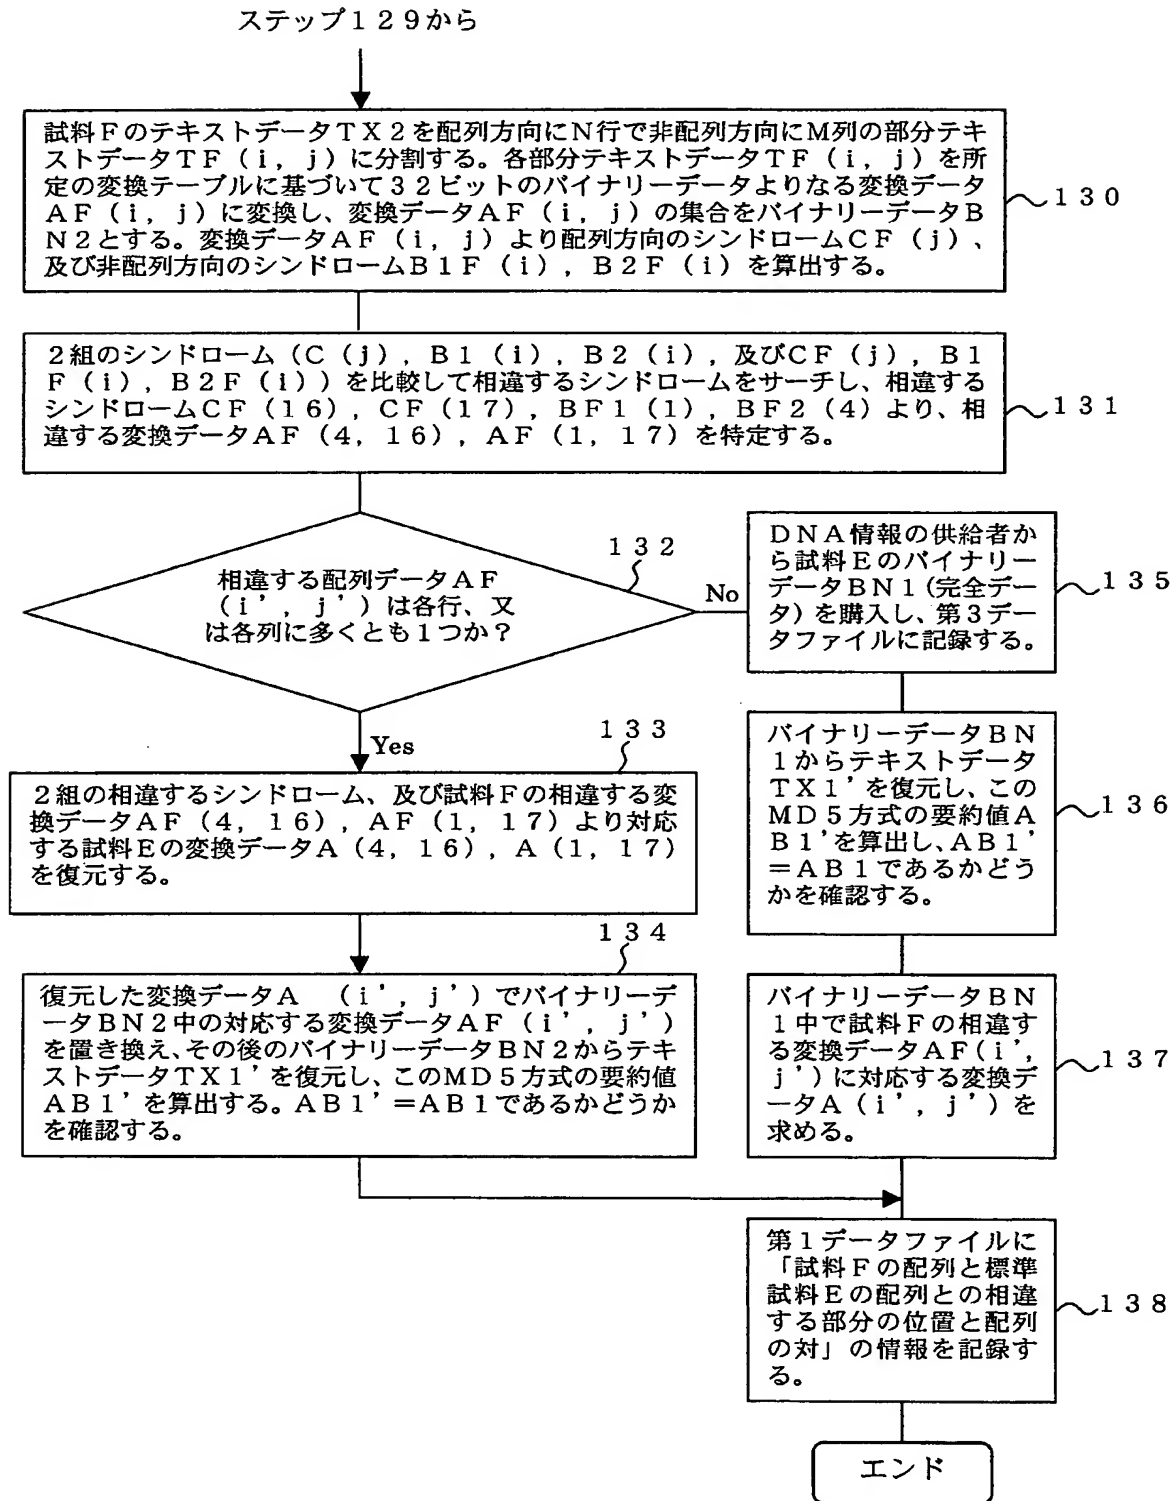 ステップ129から
試料FのテキストデータTX2を配列方向にN行で非配列方向にM列の部分テキ
ストデータTF(i,j)に分割する。各部分テキストデータTF(i,j)を所
定の変換テーブルに基づいて32ビットのバイナリーデータよりなる変換データ
AF(i,j)に変換し、変換データAF(i,j)の集合をバイナリーデータB
N2とする。変換データAF(i,j)より配列方向のシンドロームCF(j)、
及び非配列方向のシンドロームB1F(i),B2F(i)を算出する。
130
2組のシンドローム(C(j),B1(i),B2(i),及びCF(j),B1
F(i),B2F(i))を比較して相違するシンドロームをサーチし、相違する
シンドロームCF(16),CF(17),BF1(1),BF2(4)より、相
違する変換データAF(4,16),AF(1,17)を特定する。
131
132
相違する配列データAF
(i',j')は各行、又
は各列に多くとも1つか?
No
Yes
133
2組の相違するシンドローム、及び試料Fの相違する変
換データAF(4,16),AF(1,17)より対応
する試料Eの変換データA(4,16),A(1,17)
を復元する。
134
復元した変換データA (i',j')でバイナリーデ
ータBN2中の対応する変換データAF(i',j')
を置き換え、その後のバイナリーデータBN2からテキ
ストデータTX1'を復元し、このMD5方式の要約値
AB1'を算出する。AB1'=AB1であるかどうか
を確認する。
DNA情報の供給者か
ら試料Eのバイナリー
データBN1(完全デー
タ)を購入し、第3デー
タファイルに記録する。
135
バイナリーデータBN
1からテキストデータ
TX1'を復元し、この
MD5方式の要約値A
B1'を算出し、AB1'
=AB1であるかどう
かを確認する。
136
バイナリーデータBN
1中で試料Fの相違す
る変換データAF(i',
j')に対応する変換デ
ータA(i',j')を
求める。
137
第1データファイルに
「試料Fの配列と標準
試料Eの配列との相違
する部分の位置と配列
の対」の情報を記録す
る。
138
エンド